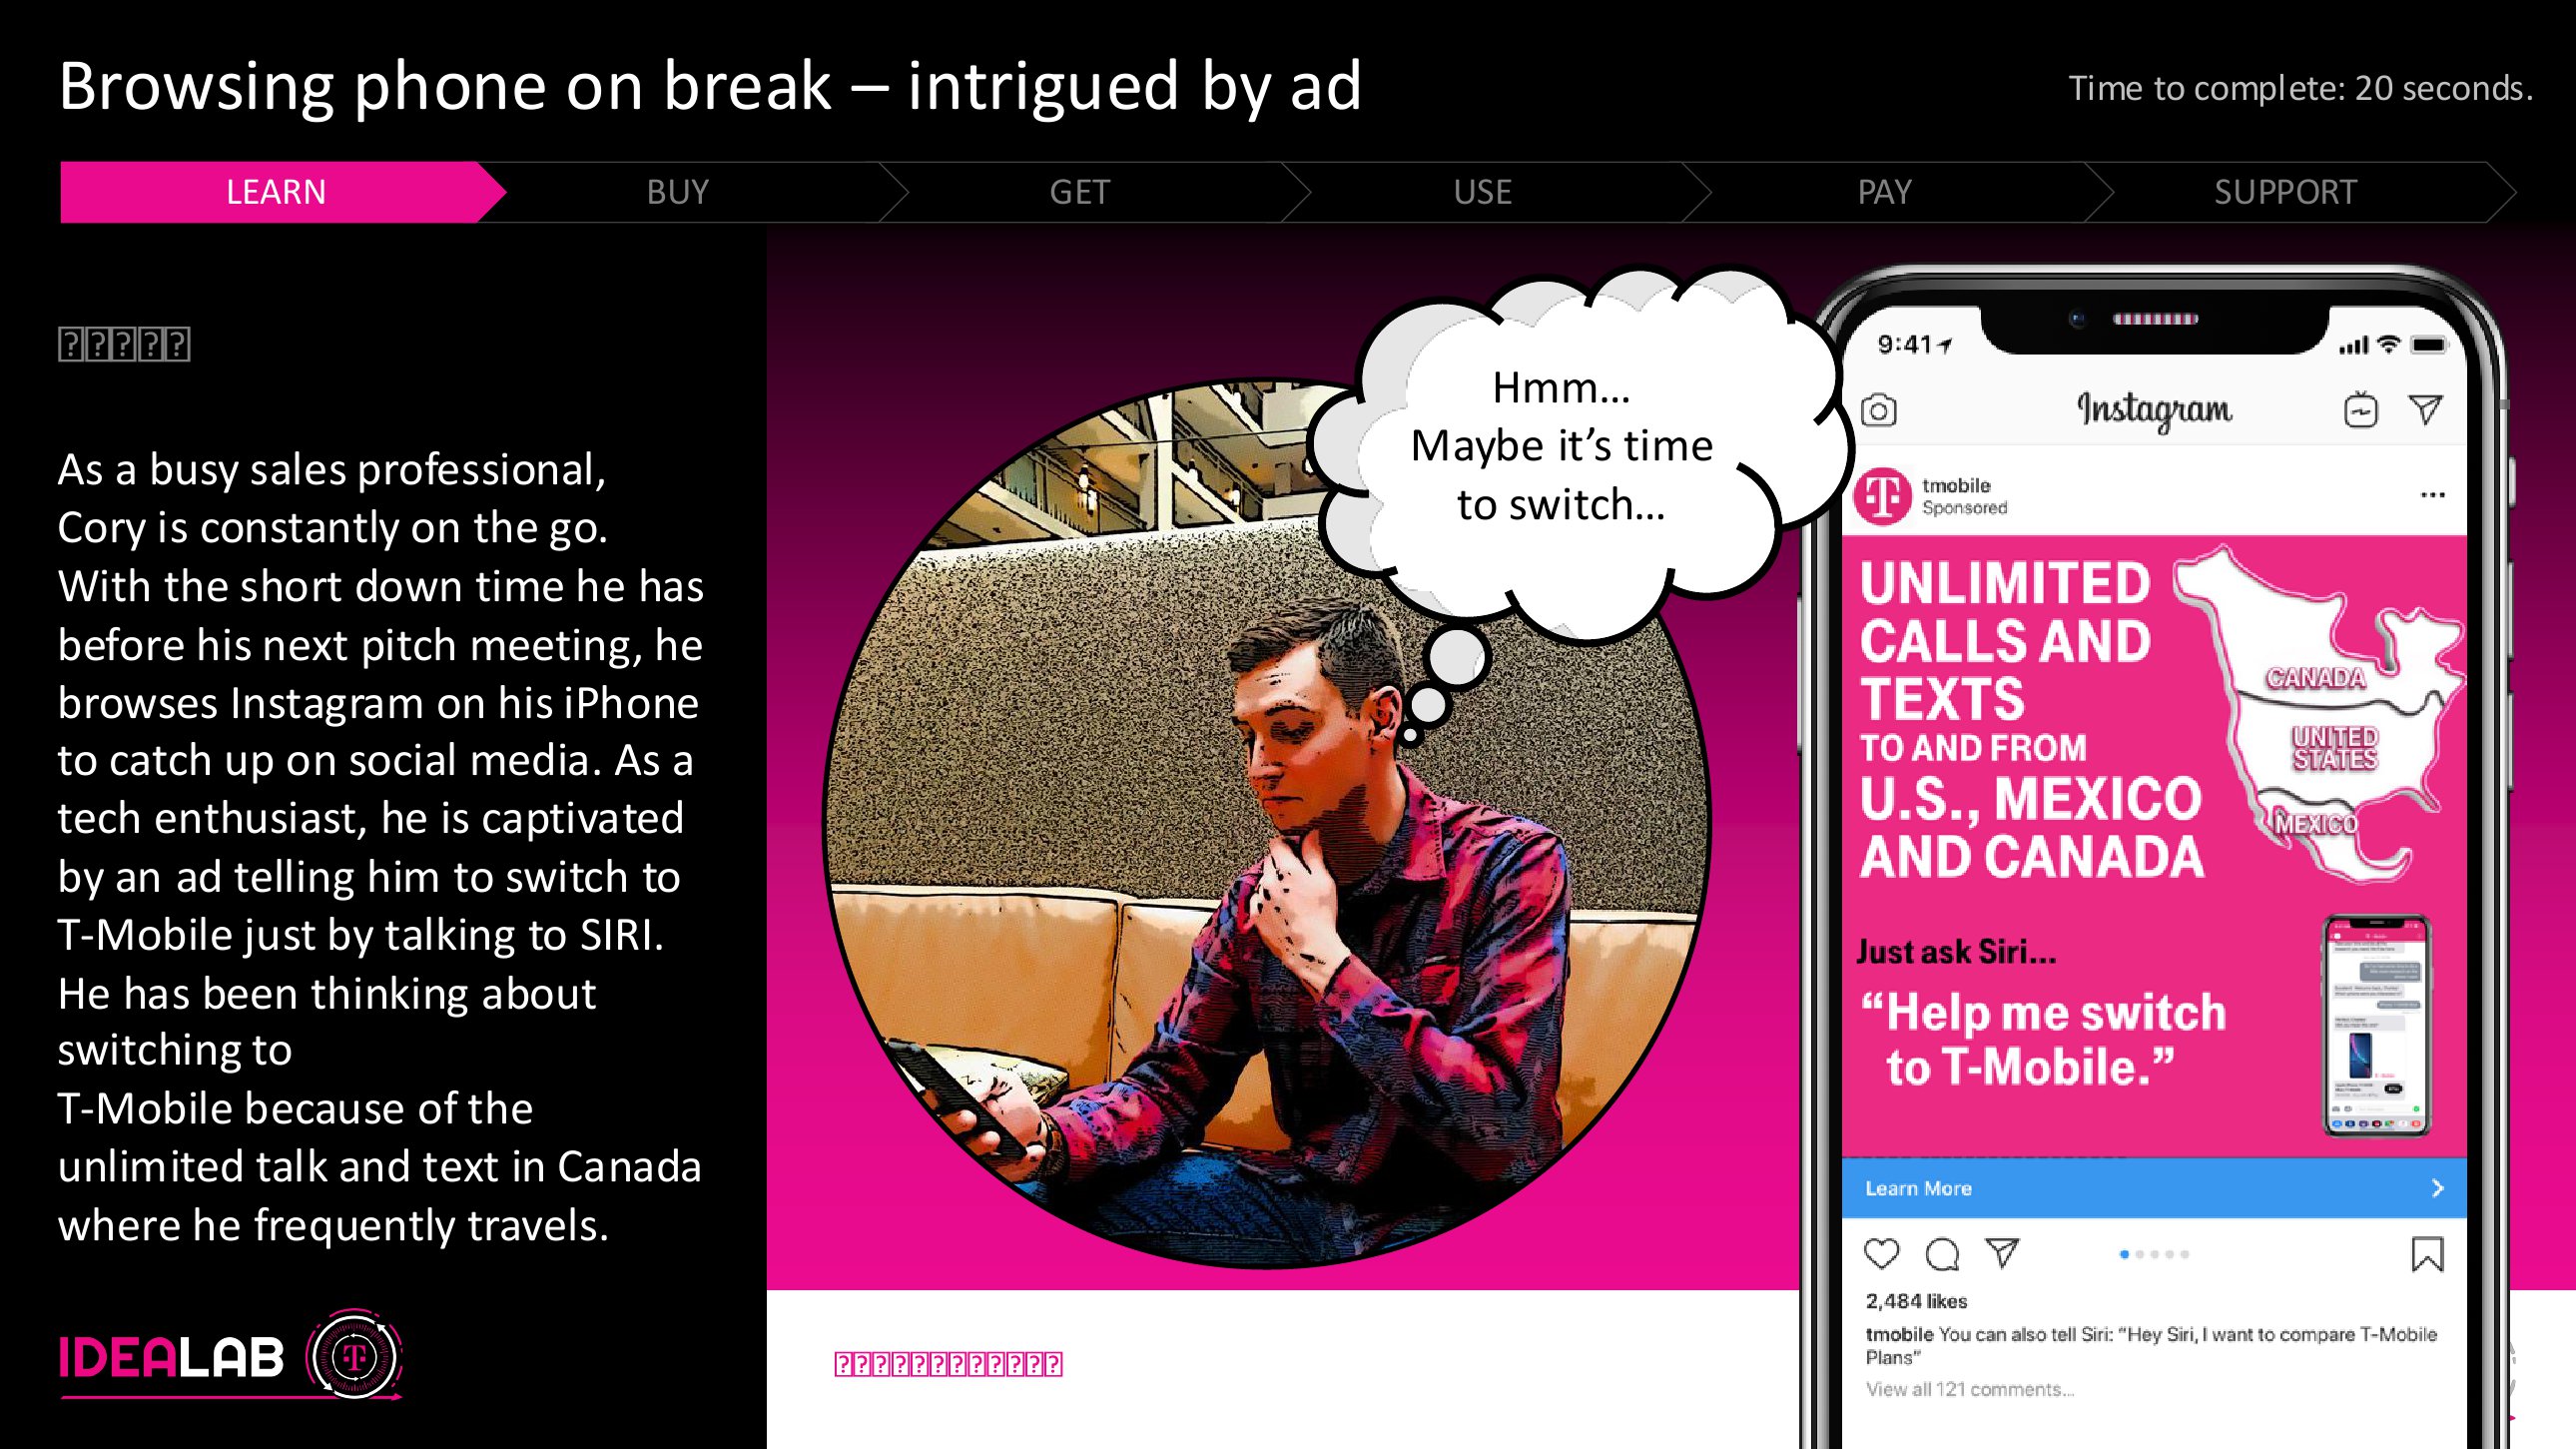 Browsing phone on break – intrigued by ad
Time to complete: 20 seconds.
LEARN
BUY
GET
USE
PAY
SUPPORT
As a busy sales professional,
Cory is constantly on the go.
With the short down time he has
before his next pitch meeting, he
browses Instagram on his iPhone
to catch up on social media. As a
tech enthusiast, he is captivated
by an ad telling him to switch to
T-Mobile just by talking to SIRI.
He has been thinking about
switching to
T-Mobile because of the
unlimited talk and text in Canada
where he frequently travels.
IDEALAB
T
Hmm...
Maybe it’s time
to switch...
9:41
Instagram
T
tmobile
Sponsored
UNLIMITED
CALLS AND
TEXTS
TO AND FROM
U.S., MEXICO
AND CANADA
CANADA
UNITED
STATES
MEXICO
Just ask Siri...
“Help me switch
to T-Mobile.”
Learn More
2,484 likes
tmobile You can also tell Siri: “Hey Siri, I want to compare T-Mobile
Plans”
View all 121 comments...